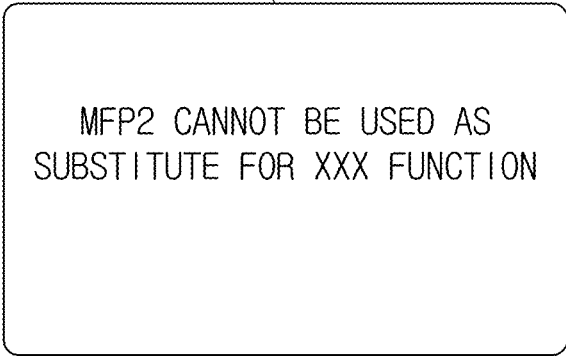 MFP2 CANNOT BE USED AS
SUBSTITUTE FOR XXX FUNCTION